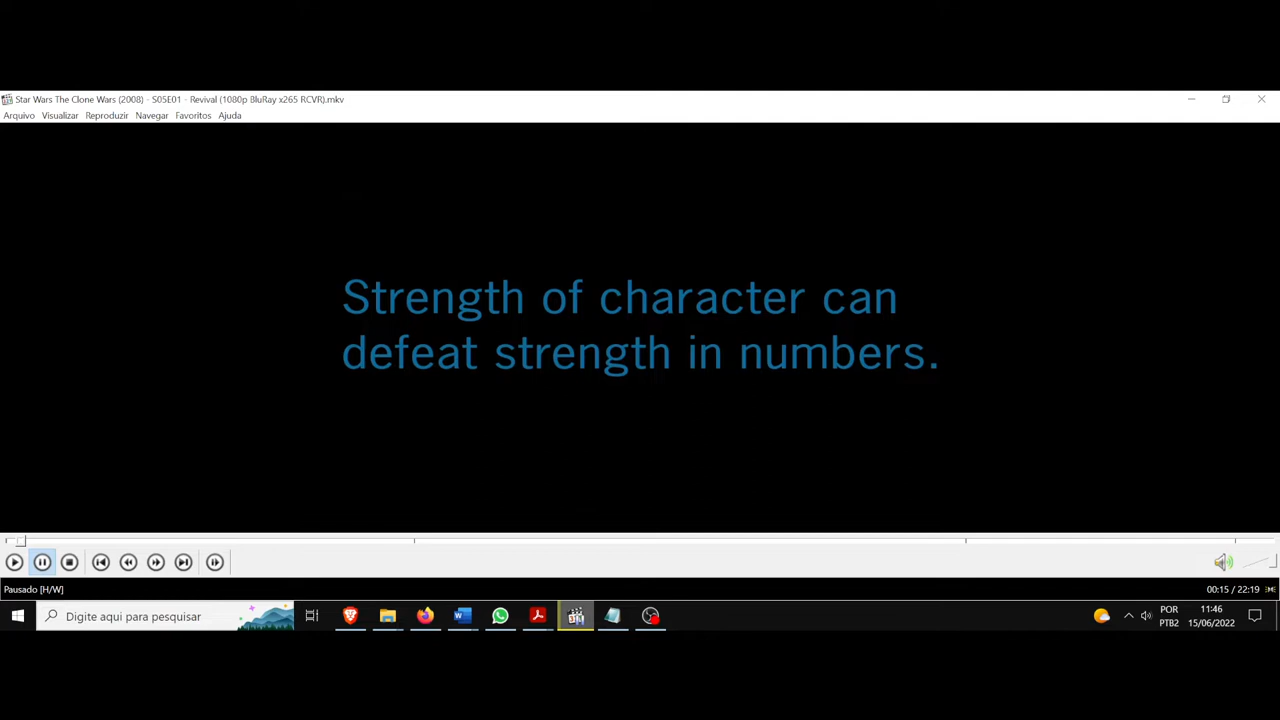 Star Wars The Clone Wars (2008) - S05E01 - Revival (1080p BluRay x265 RCVR).mkv
Arquivo Visualizar Reproduzir Navegar Favoritos Ajuda
Strength of character can
defeat strength in numbers.
Pausado [H/W]
00:15 / 22:19
Digite aqui para pesquisar
POR
PTB2
11:46
15/06/2022